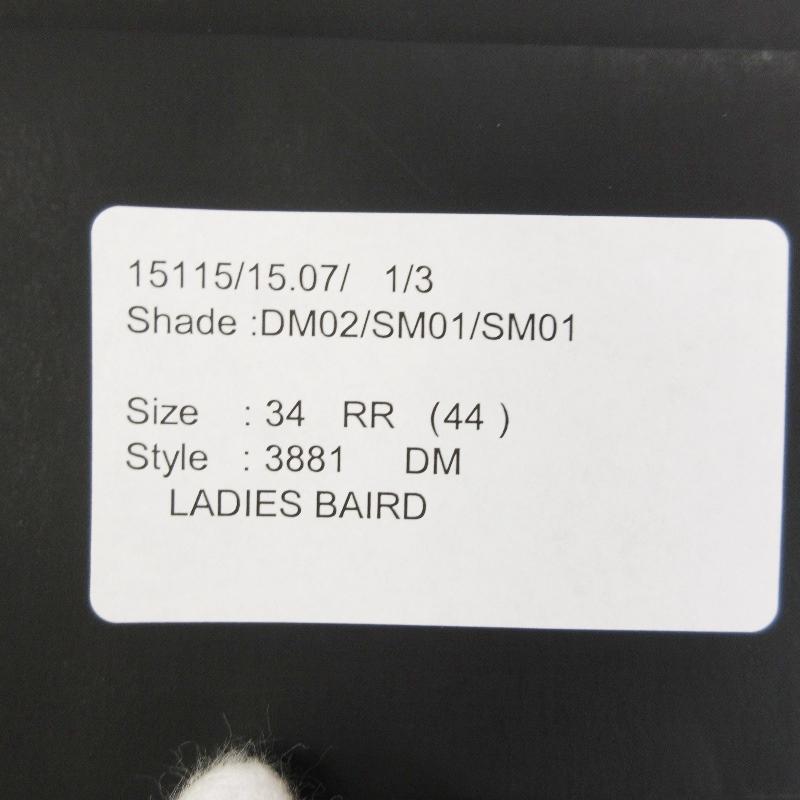 15115/15.07/ 1/3
Shade :DM02/SM01/SM01
Size : 34 RR (44 )
Style : 3881 DM
LADIES BAIRD